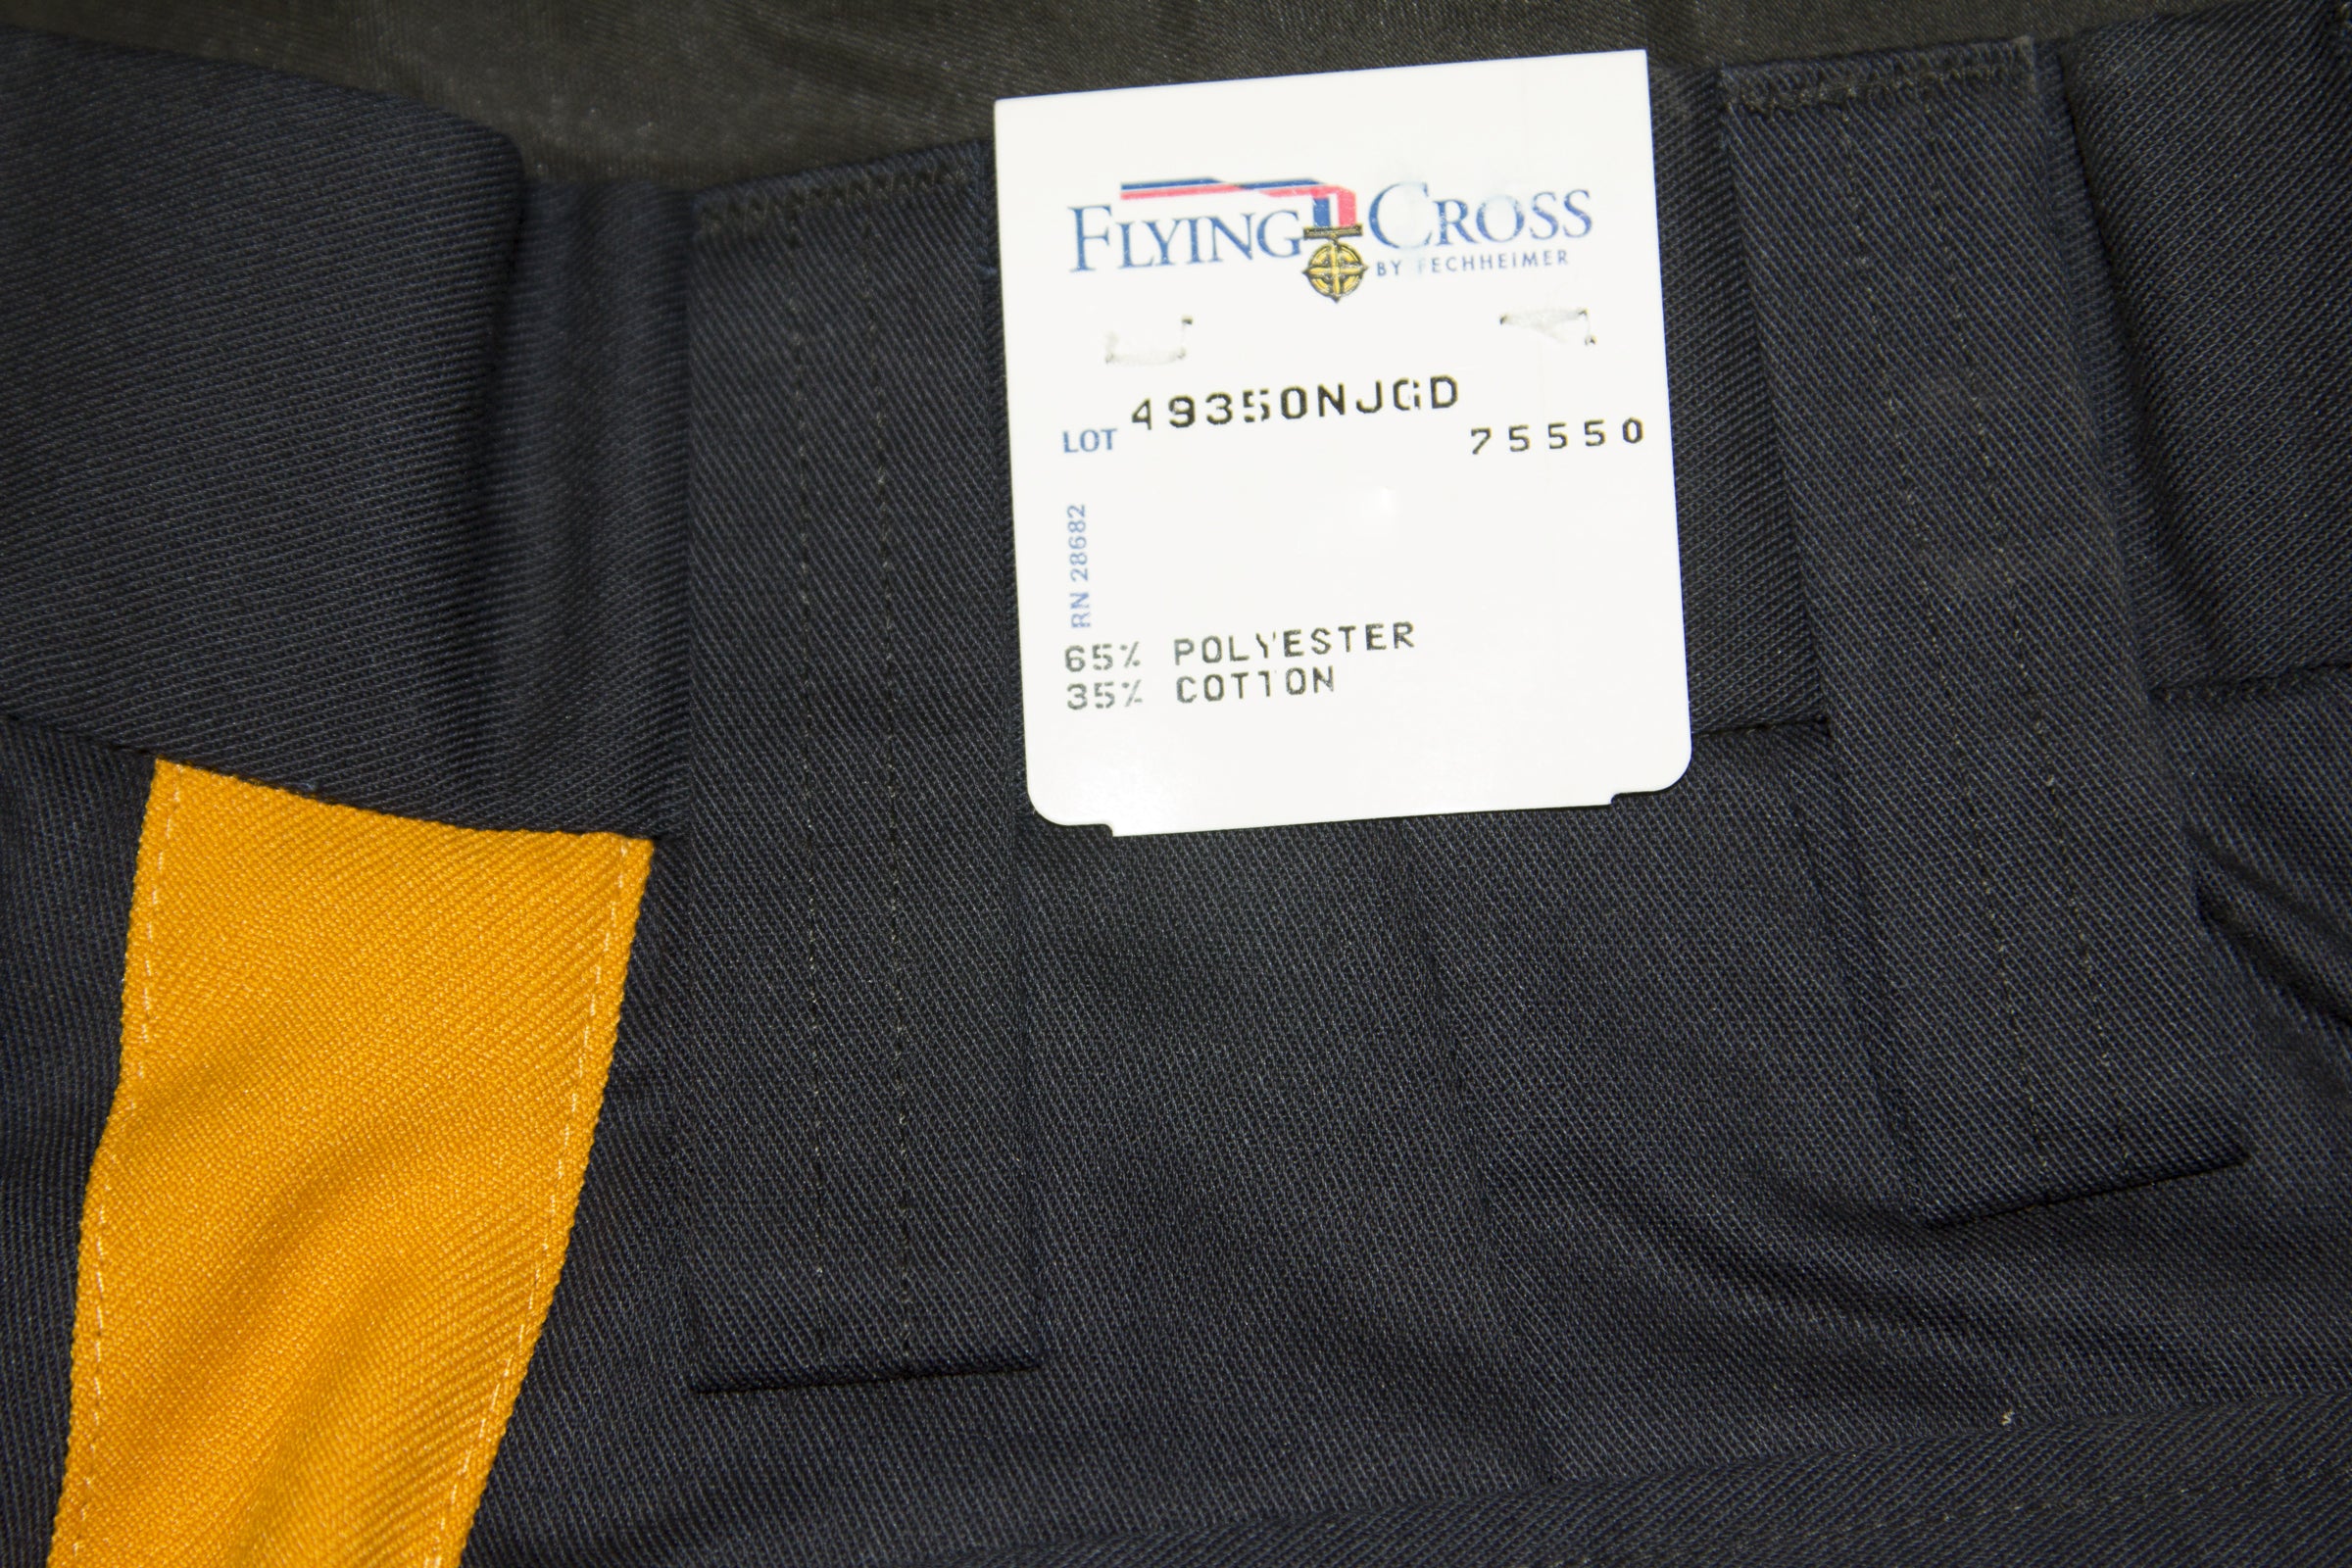 FLYING CROSS
BY FECHHEIMER
LOT 49350NJGD
75550
RN 28682
65% POLYESTER
35% COTTON